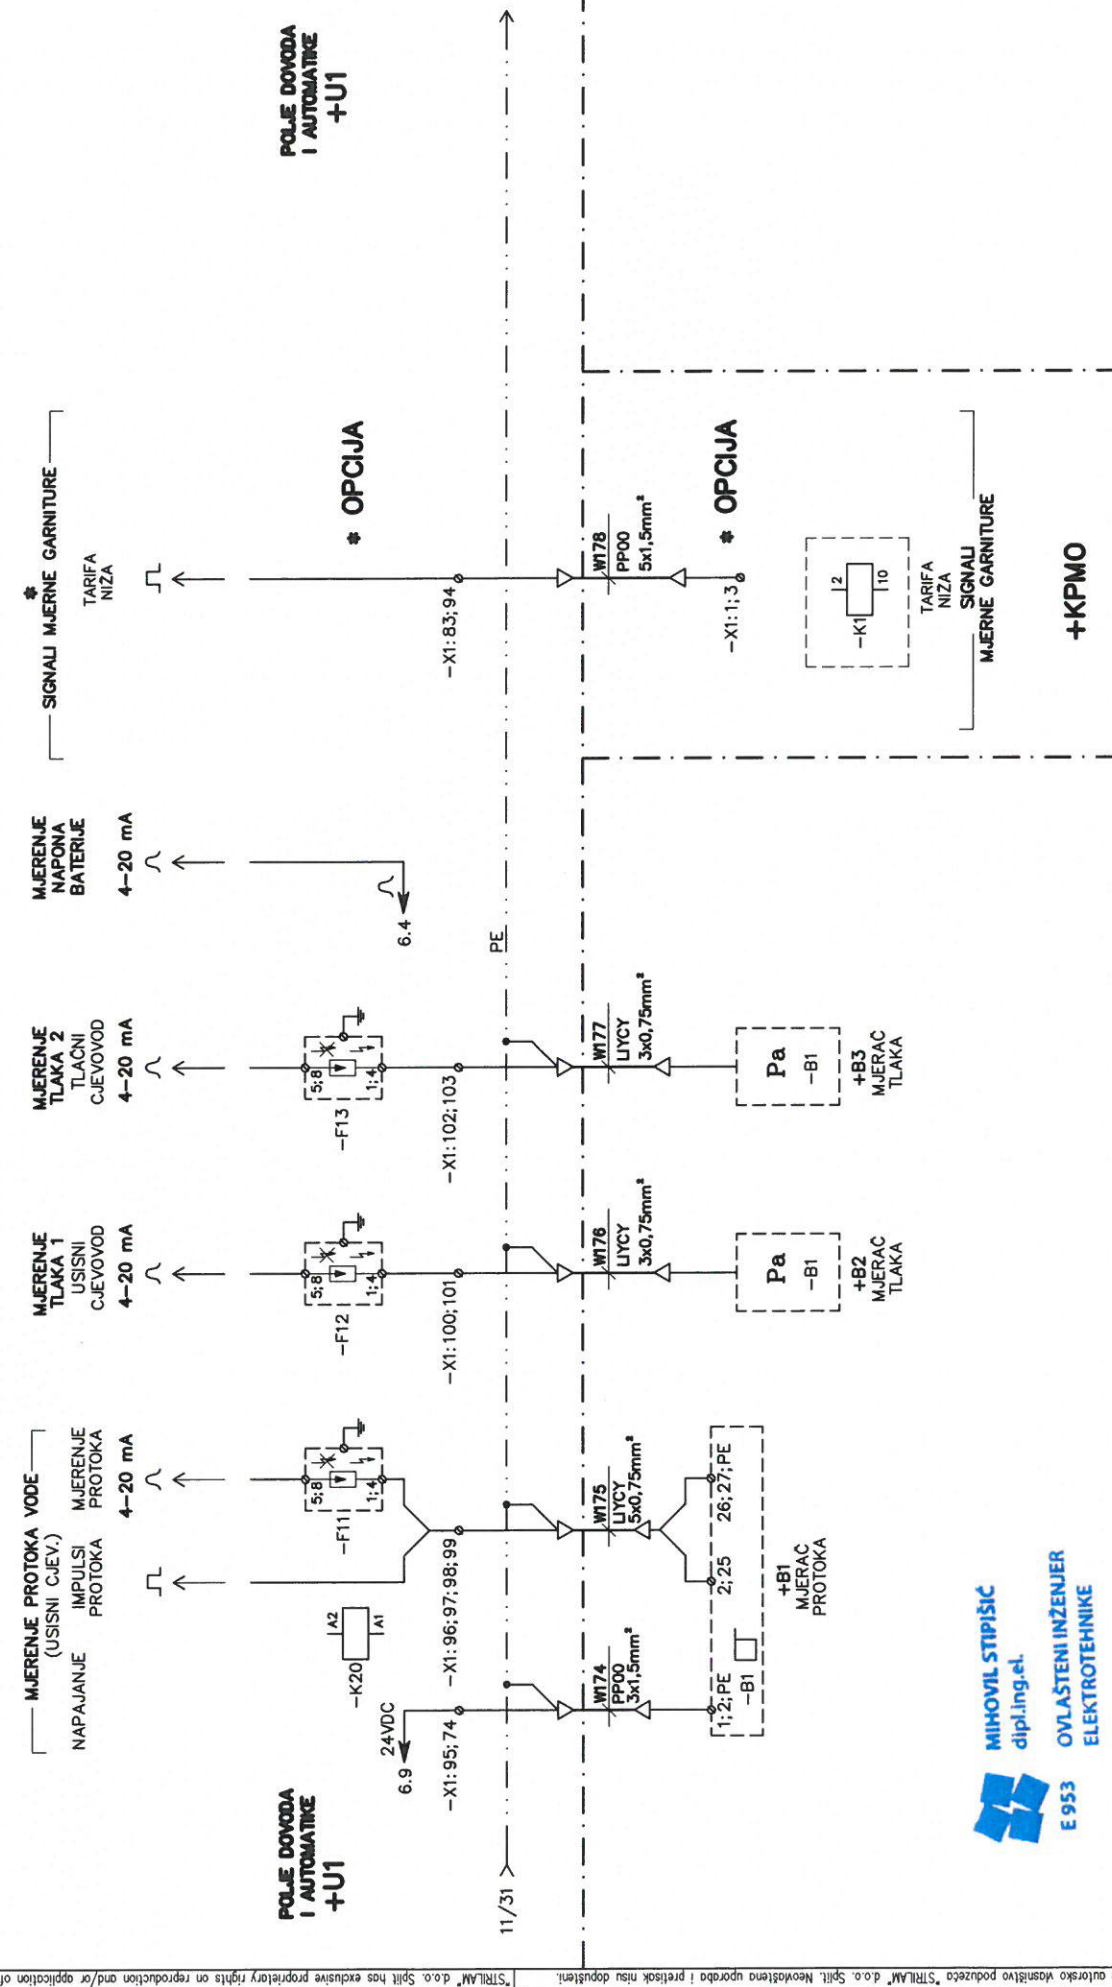 MJERENJE PROTOKA VODE
(USISNI CJEV.)
NAPAJANJE
IMPULSI
PROTOKA
MJERENJE
PROTOKA
4-20 mA
MJERENJE
TLAKA 1
USISNI
CJEVOVOD
4-20 mA
MJERENJE
TLAKA 2
TLAČNI
CJEVOVOD
4-20 mA
MJERENJE
NAPONA
BATERIJE
4-20 mA
*
SIGNALI MJERNE GARNITURE
TARIFA
NIŽA
POLJE DOVODA
I AUTOMATIKE
+U1
POLJE DOVODA
I AUTOMATIKE
+U1
-K20
A2
A1
-F11
5;8
1;4
-F12
5;8
1;4
-F13
5;8
1;4
* OPCIJA
6.9
24VDC
6.4
-X1:95;74
-X1:96;97;98;99
-X1:100;101
-X1:102;103
-X1:83;94
11/31
PE
W174
PP00
3x1,5mm²
W175
LIYCY
5x0,75mm²
W176
LIYCY
3x0,75mm²
W177
LIYCY
3x0,75mm²
W178
PP00
5x1,5mm²
1;2;PE
2;25
26;27;PE
-B1
+B1
MJERAČ
PROTOKA
Pa
-B1
+B2
MJERAČ
TLAKA
Pa
-B1
+B3
MJERAČ
TLAKA
-X1:1;3
* OPCIJA
-K1
2
10
TARIFA
NIŽA
SIGNALI
MJERNE GARNITURE
+KPMO
MIHOVIL STIPIŠIĆ
dipl.ing.el.
E 953
OVLAŠTENI INŽENJER
ELEKTROTEHNIKE
autorsko vlasništvo poduzeća "STRILAM" d.o.o. Split. Neovlaštena uporaba i pretisak nisu dopušteni.
"STRILAM" d.o.o. Split has exclusive proprietary rights on reproduction and/or application of